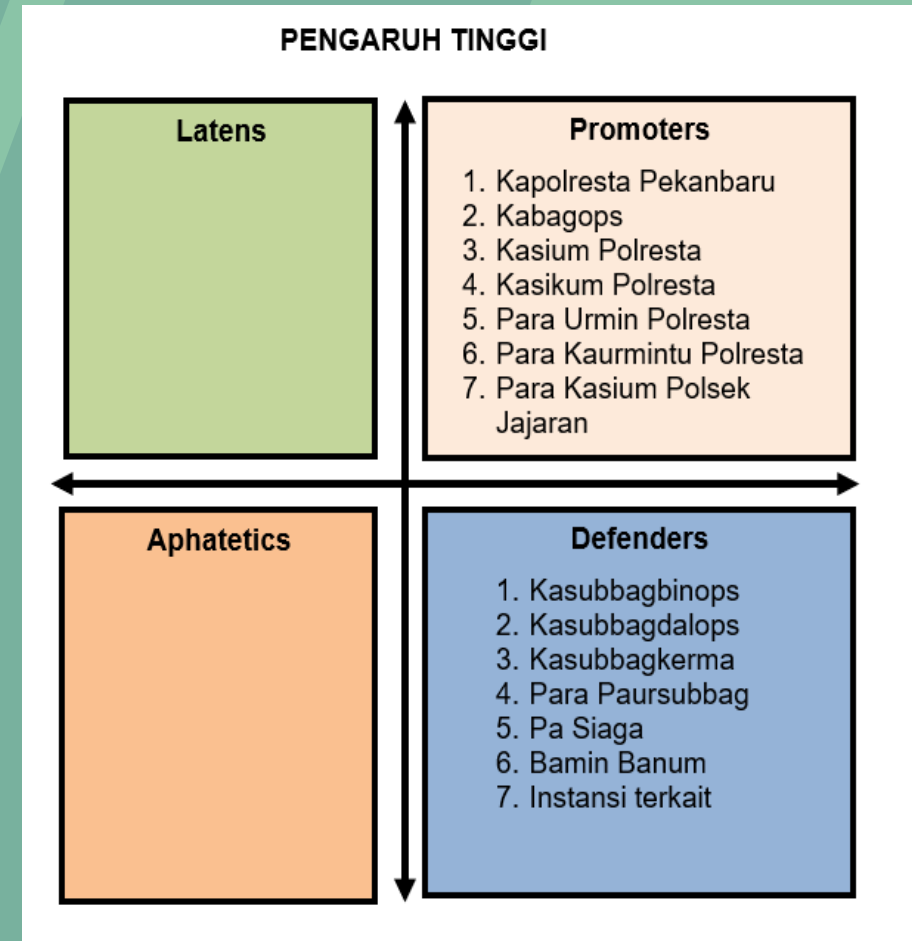 PENGARUH TINGGI
Latens
Promoters
1. Kapolresta Pekanbaru
2. Kabagops
3. Kasium Polresta
4. Kasikum Polresta
5. Para Urmin Polresta
6. Para Kaurmintu Polresta
7. Para Kasium Polsek
Jajaran
Aphatetics
Defenders
1. Kasubbagbinops
2. Kasubbagdalops
3. Kasubbagkerma
4. Para Paursubbag
5. Pa Siaga
6. Bamin Banum
7. Instansi terkait